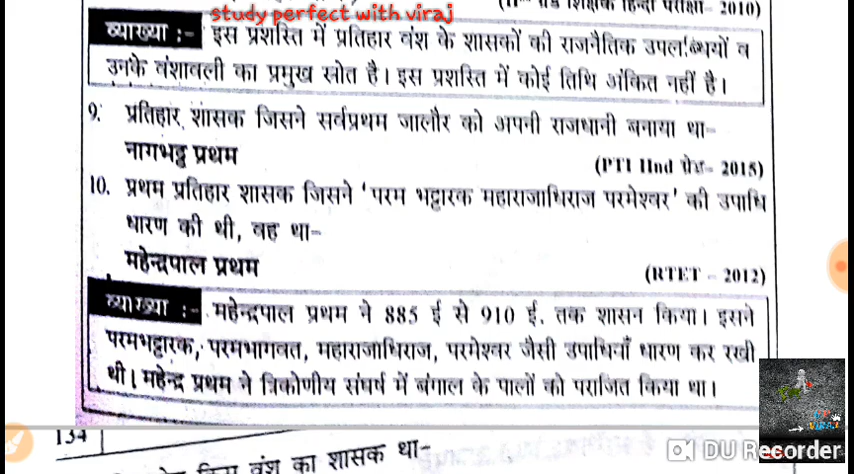 study perfect with viraj
(IInd ग्रेड शिक्षक हिन्दी परीक्षा- 2010)
व्याख्या :- इस प्रशस्ति में प्रतिहार वंश के शासकों की राजनैतिक उपलब्धियों व
उनके वंशावली का प्रमुख स्रोत है। इस प्रशस्ति में कोई तिथि अंकित नहीं है।
9. प्रतिहार शासक जिसने सर्वप्रथम जालौर को अपनी राजधानी बनाया था-
नागभट्ट प्रथम (PTI IInd ग्रेड- 2015)
10. प्रथम प्रतिहार शासक जिसने 'परम भट्टारक महाराजाधिराज परमेश्वर' की उपाधि
धारण की थी, वह था-
महेन्द्रपाल प्रथम (RTET - 2012)
व्याख्या :- महेन्द्रपाल प्रथम ने 885 ई से 910 ई. तक शासन किया। इसने
परमभट्टारक, परमभागवत, महाराजाधिराज, परमेश्वर जैसी उपाधियाँ धारण कर रखी
थी। महेन्द्र प्रथम ने त्रिकोणीय संघर्ष में बंगाल के पालों को पराजित किया था।
134
वंश का शासक था-
DU Recorder